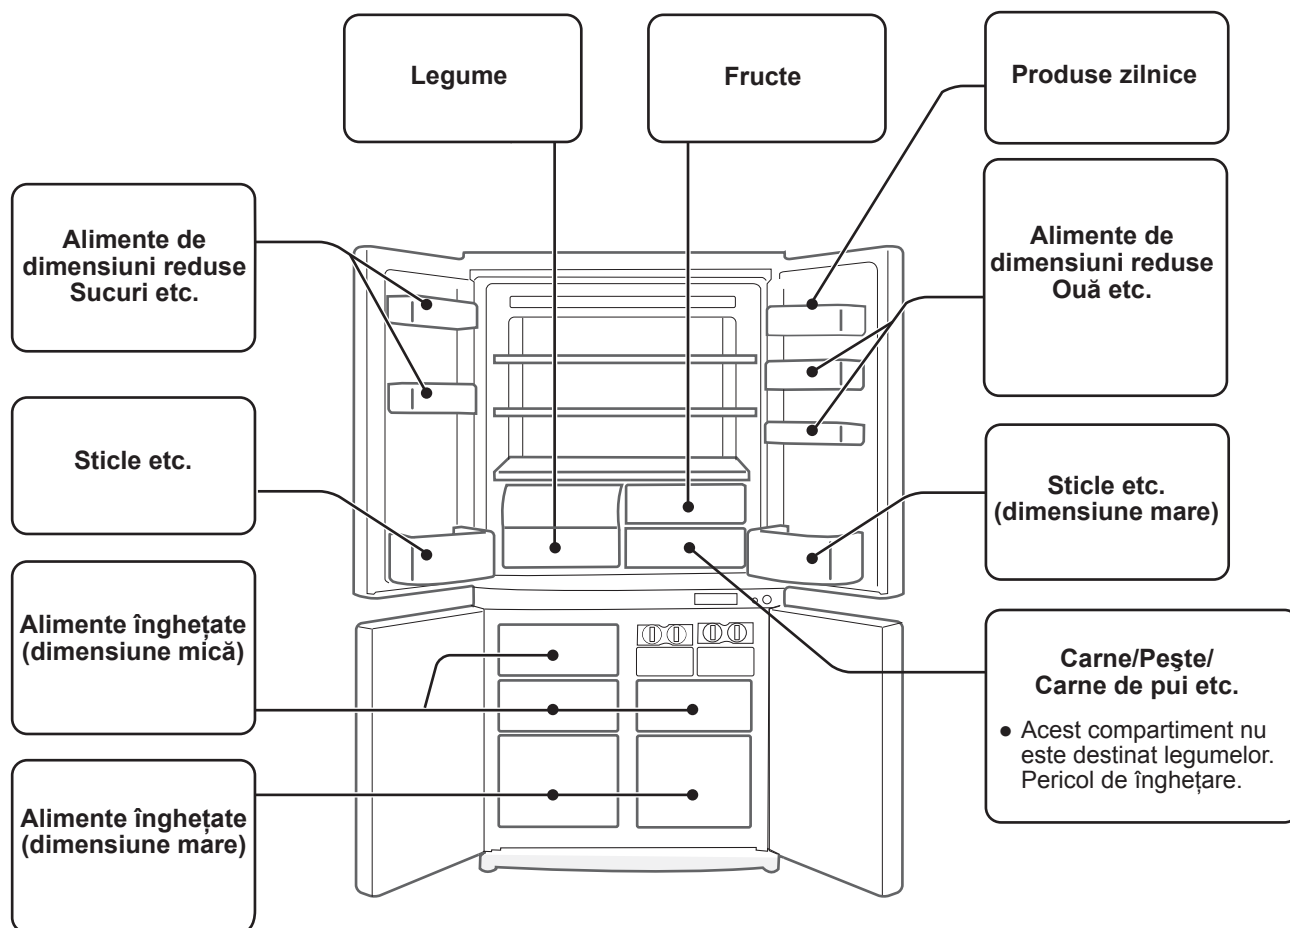 Legume
Fructe
Produse zilnice
Alimente de
dimensiuni reduse
Sucuri etc.
Alimente de
dimensiuni reduse
Ouă etc.
Sticle etc.
Sticle etc.
(dimensiune mare)
Alimente înghețate
(dimensiune mică)
Carne/Peşte/
Carne de pui etc.
● Acest compartiment nu
este destinat legumelor.
Pericol de înghețare.
Alimente înghețate
(dimensiune mare)